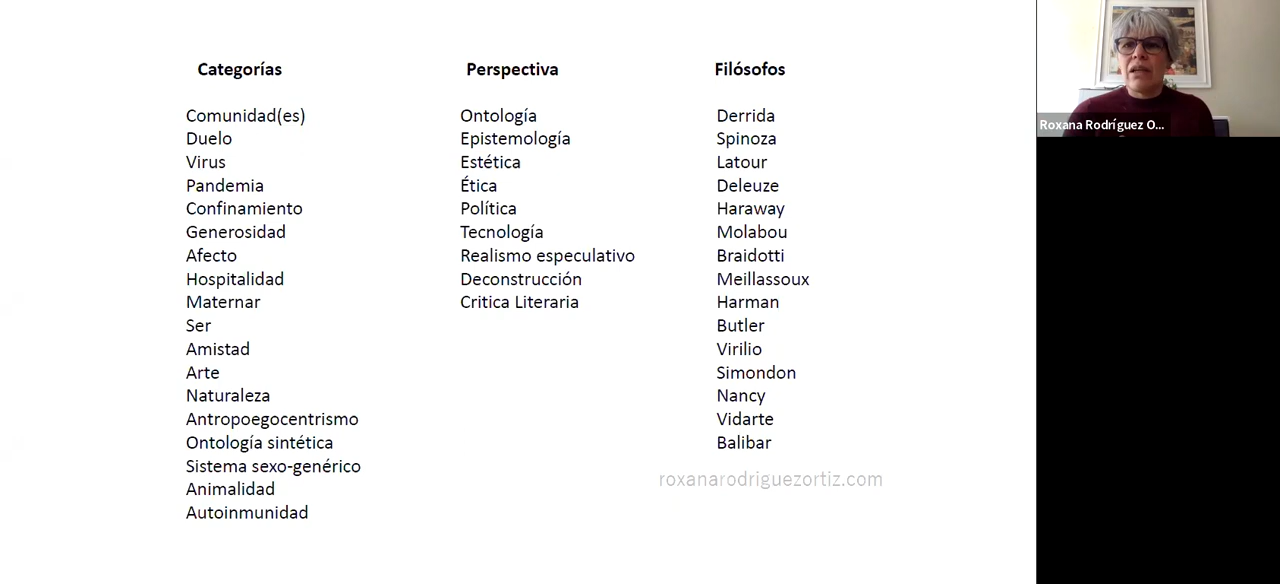 Categorías
Comunidad(es)
Duelo
Virus
Pandemia
Confinamiento
Generosidad
Afecto
Hospitalidad
Maternar
Ser
Amistad
Arte
Naturaleza
Antropoegocentrismo
Ontología sintética
Sistema sexo-genérico
Animalidad
Autoinmunidad
Perspectiva
Ontología
Epistemología
Estética
Ética
Política
Tecnología
Realismo especulativo
Deconstrucción
Critica Literaria
Filósofos
Derrida
Spinoza
Latour
Deleuze
Haraway
Molabou
Braidotti
Meillassoux
Harman
Butler
Virilio
Simondon
Nancy
Vidarte
Balibar
roxanarodriguezortiz.com
Roxana Rodríguez O...